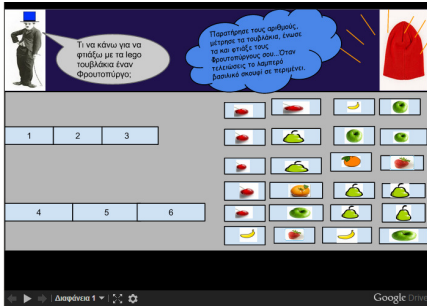 Τι να κάνω για να
φτιάξω με τα lego
τουβλάκια έναν
Φρουτοπύργο;
Παρατήρησε τους αριθμούς,
μέτρησε τα τουβλάκια, ένωσε
τα και φτιάξε τους
Φρουτοπύργους σου...Όταν
τελειώσεις το λαμπερό
βασιλικό σκουφί σε περιμένει.
1 2 3
4 5 6
Διαφάνεια 1
Google Drive